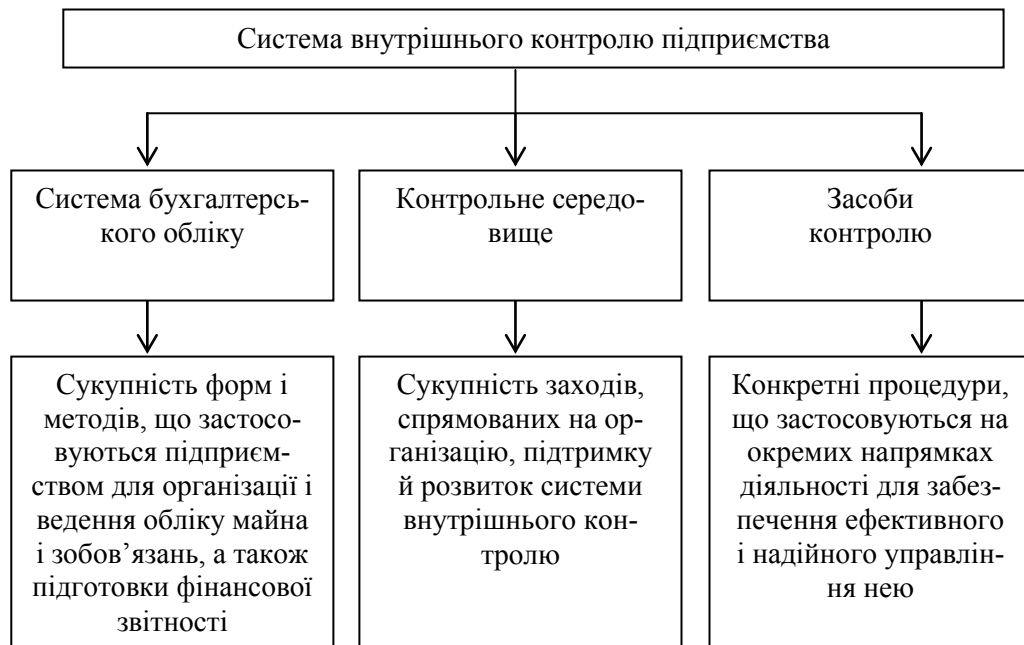 Система внутрішнього контролю підприємства
Система бухгалтерсь-
кого обліку
Контрольне середо-
вище
Засоби
контролю
Сукупність форм і
методів, що застосо-
вуються підприєм-
ством для організації і
ведення обліку майна
і зобов’язань, а також
підготовки фінансової
звітності
Сукупність заходів,
спрямованих на ор-
ганізацію, підтримку
й розвиток системи
внутрішнього кон-
тролю
Конкретні процедури,
що застосовуються на
окремих напрямках
діяльності для забез-
печення ефективного
і надійного управлін-
ня нею